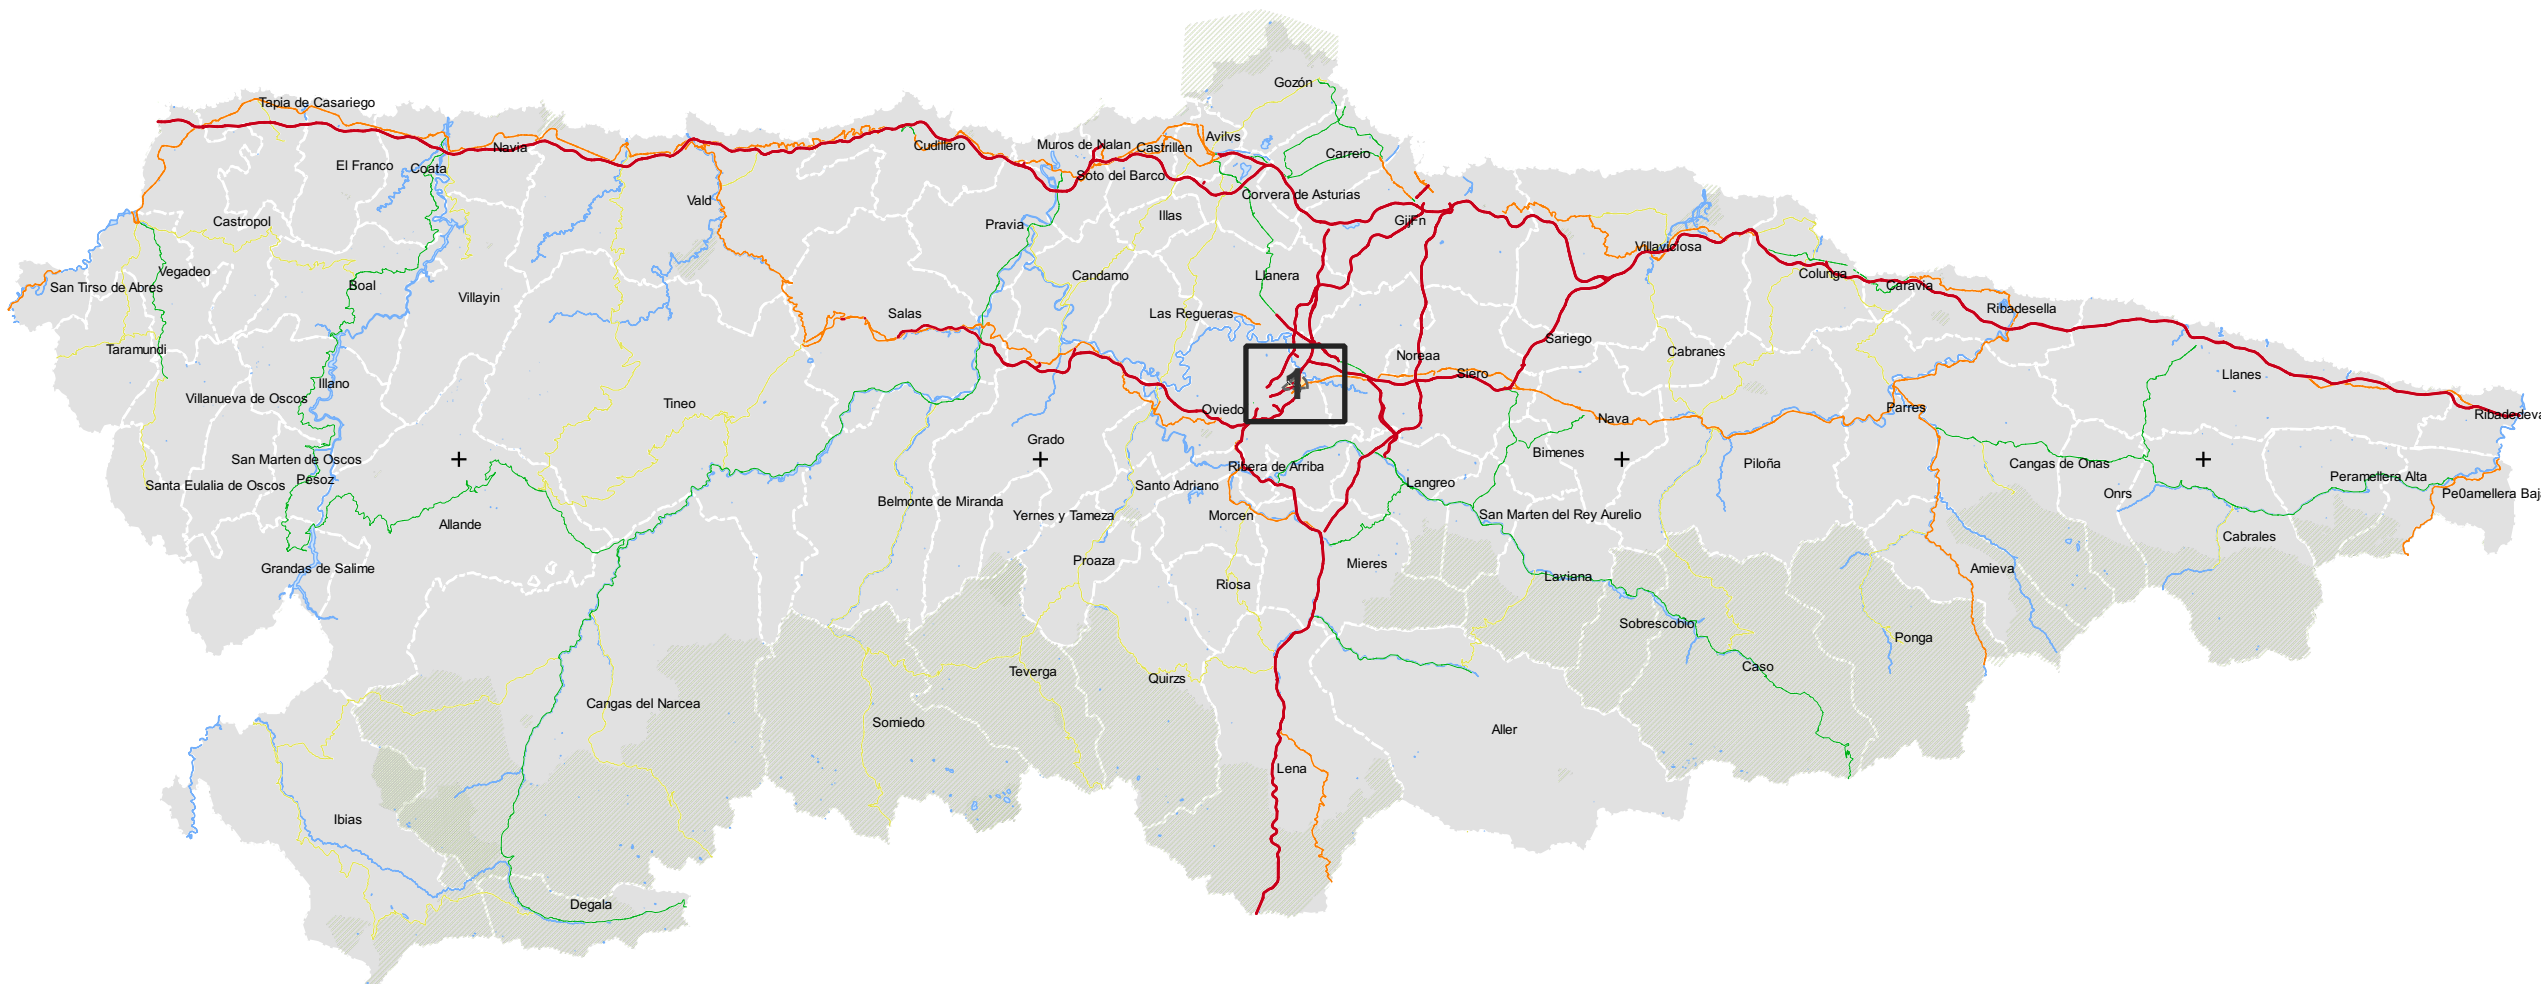 Gozón
Tapia de Casariego
Avilvs
Muros de Nalan
Castrillen
Cudillero
Navia
Carreio
El Franco
Coata
Soto del Barco
Corvera de Asturias
Vald
Illas
Castropol
Pravia
GijFn
Villaviciosa
Vegadeo
Candamo
Llanera
Colunga
San Tirso de Abres
Boal
Caravia
Villayin
Ribadesella
Salas
Las Regueras
Sariego
Taramundi
Noreaa
Cabranes
Siero
Llanes
Illano
1
Villanueva de Oscos
Tineo
Oviedo
Parres
Ribadedeva
Nava
Grado
Bimenes
San Marten de Oscos
Ribera de Arriba
Piloña
Cangas de Onas
Pesoz
Peramellera Alta
Santa Eulalia de Oscos
Santo Adriano
Langreo
Onrs
Pe0amellera Baj
Belmonte de Miranda
Yernes y Tameza
Morcen
San Marten del Rey Aurelio
Allande
Cabrales
Proaza
Mieres
Grandas de Salime
Amieva
Laviana
Riosa
Sobrescobio
Ponga
Caso
Teverga
Quirzs
Cangas del Narcea
Somiedo
Aller
Lena
Ibias
Degala